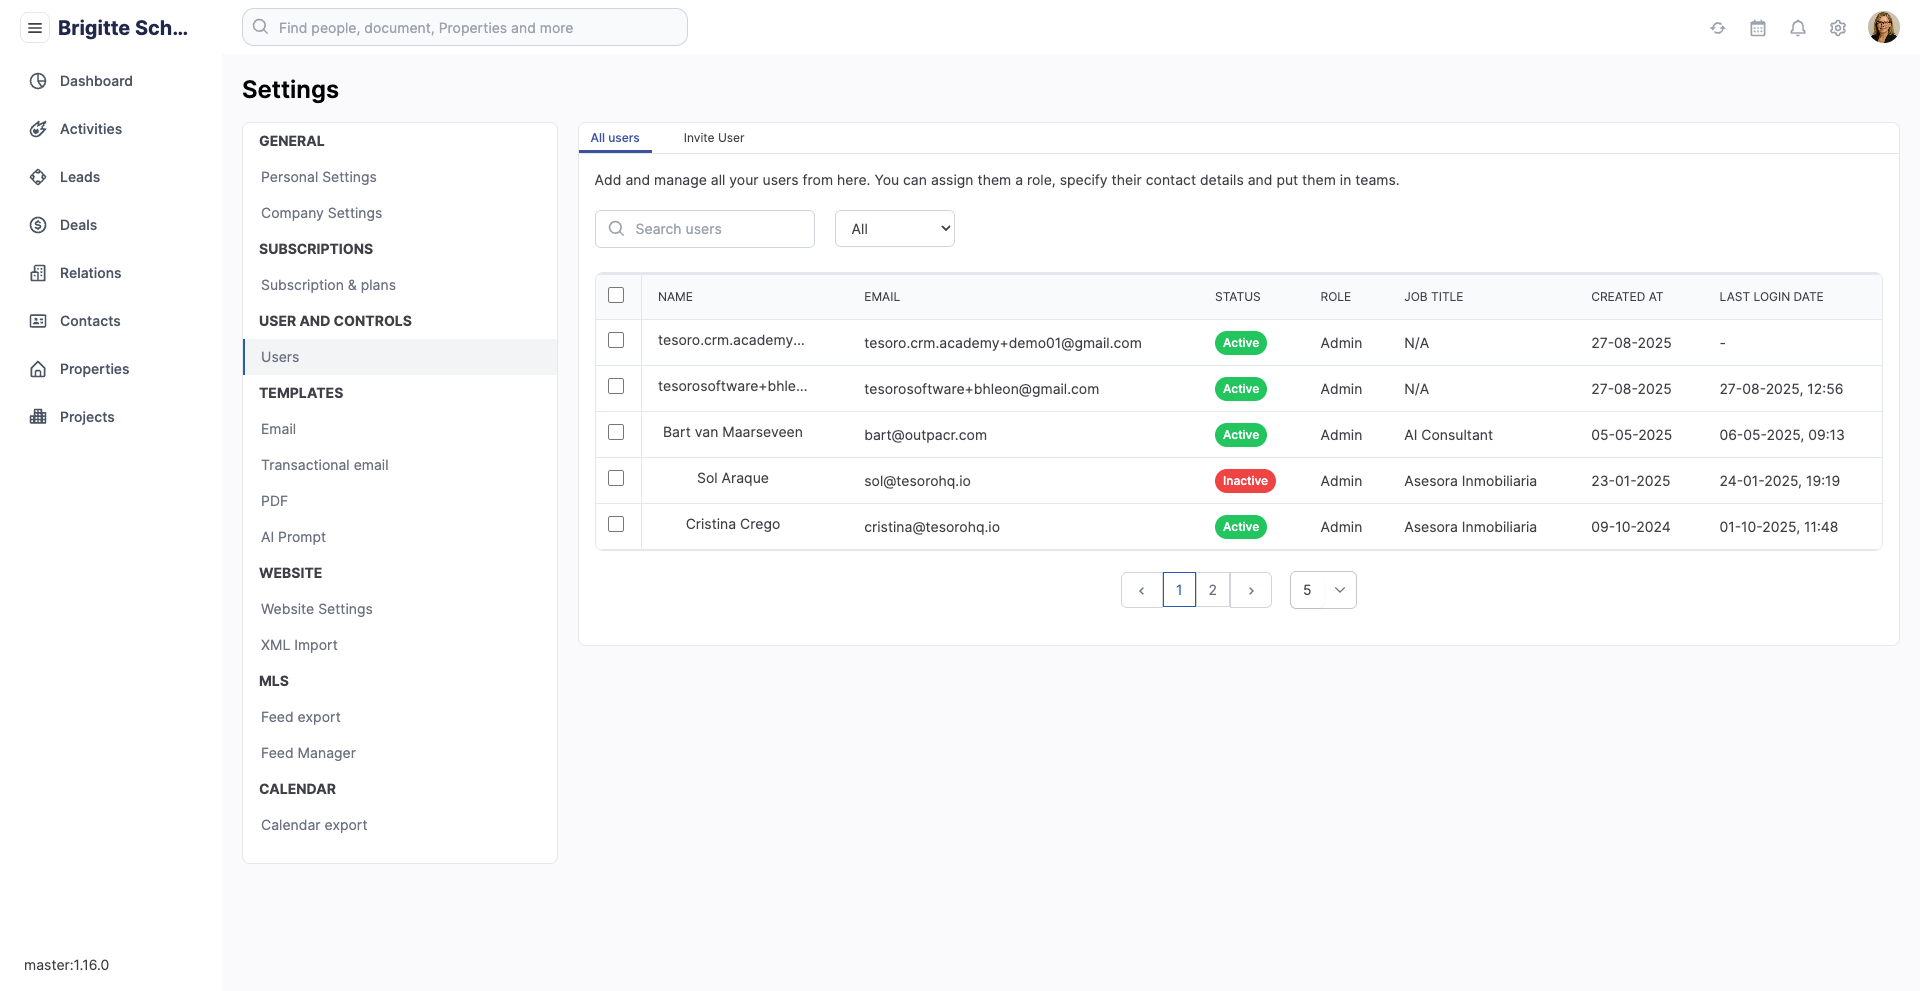 Brigitte Sch...
Find people, document, Properties and more
Dashboard
Activities
Leads
Deals
Relations
Contacts
Properties
Projects
master:1.16.0
Settings
GENERAL
Personal Settings
Company Settings
SUBSCRIPTIONS
Subscription & plans
USER AND CONTROLS
Users
TEMPLATES
Email
Transactional email
PDF
AI Prompt
WEBSITE
Website Settings
XML Import
MLS
Feed export
Feed Manager
CALENDAR
Calendar export
All users Invite User
Add and manage all your users from here. You can assign them a role, specify their contact details and put them in teams.
Search users All
NAME EMAIL STATUS ROLE JOB TITLE CREATED AT LAST LOGIN DATE
tesoro.crm.academy... tesoro.crm.academy+demo01@gmail.com Active Admin N/A 27-08-2025 -
tesorosoftware+bhle... tesorosoftware+bhleon@gmail.com Active Admin N/A 27-08-2025 27-08-2025, 12:56
Bart van Maarseveen bart@outpacr.com Active Admin AI Consultant 05-05-2025 06-05-2025, 09:13
Sol Araque sol@tesorohq.io Inactive Admin Asesora Inmobiliaria 23-01-2025 24-01-2025, 19:19
Cristina Crego cristina@tesorohq.io Active Admin Asesora Inmobiliaria 09-10-2024 01-10-2025, 11:48
‹ 1 2 › 5